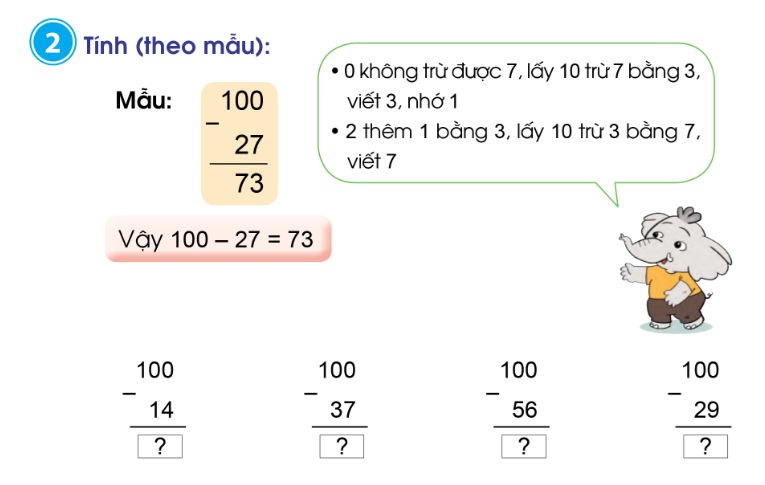 2 Tính (theo mẫu):
Mẫu:
100
–
27
73
Vậy 100 – 27 = 73
• 0 không trừ được 7, lấy 10 trừ 7 bằng 3,
viết 3, nhớ 1
• 2 thêm 1 bằng 3, lấy 10 trừ 3 bằng 7,
viết 7
100
–
14
?
100
–
37
?
100
–
56
?
100
–
29
?